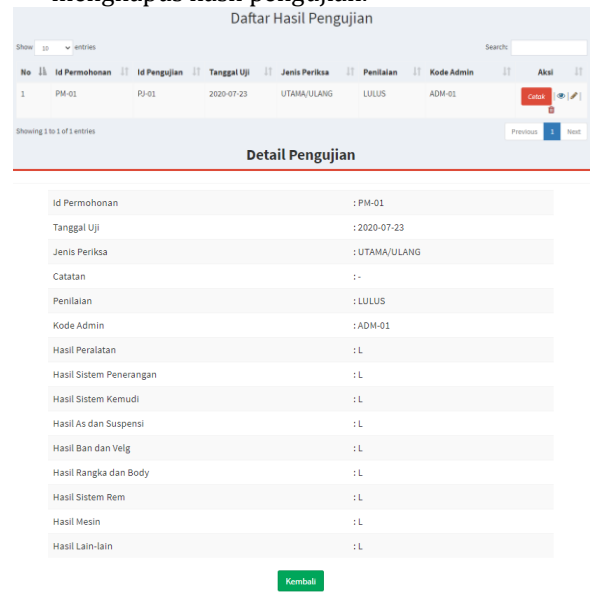 menghapus hasil pengujian.
Daftar Hasil Pengujian
Show 10 entries Search:
No Id Permohonan Id Pengujian Tanggal Uji Jenis Periksa Penilaian Kode Admin Aksi
1 PM-01 PJ-01 2020-07-23 UTAMA/ULANG LULUS ADM-01 Cetak | | |
Showing 1 to 1 of 1 entries Previous 1 Next
Detail Pengujian
Id Permohonan : PM-01
Tanggal Uji : 2020-07-23
Jenis Periksa : UTAMA/ULANG
Catatan : -
Penilaian : LULUS
Kode Admin : ADM-01
Hasil Peralatan : L
Hasil Sistem Penerangan : L
Hasil Sistem Kemudi : L
Hasil As dan Suspensi : L
Hasil Ban dan Velg : L
Hasil Rangka dan Body : L
Hasil Sistem Rem : L
Hasil Mesin : L
Hasil Lain-lain : L
Kembali